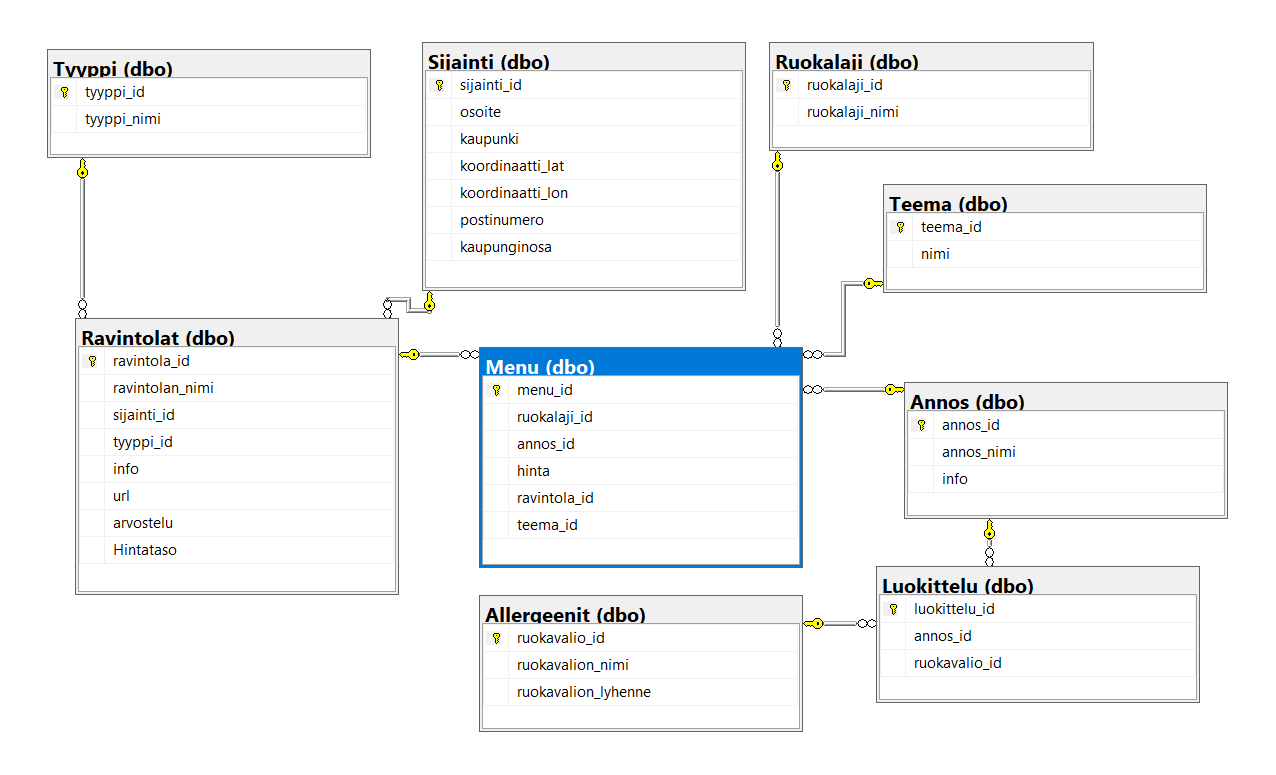 Tyyppi (dbo)
tyyppi_id
tyyppi_nimi
Sijainti (dbo)
sijainti_id
osoite
kaupunki
koordinaatti_lat
koordinaatti_lon
postinumero
kaupunginosa
Ruokalaji (dbo)
ruokalaji_id
ruokalaji_nimi
Teema (dbo)
teema_id
nimi
Ravintolat (dbo)
ravintola_id
ravintolan_nimi
sijainti_id
tyyppi_id
info
url
arvostelu
Hintataso
Menu (dbo)
menu_id
ruokalaji_id
annos_id
hinta
ravintola_id
teema_id
Annos (dbo)
annos_id
annos_nimi
info
Allergeenit (dbo)
ruokavalio_id
ruokavalion_nimi
ruokavalion_lyhenne
Luokittelu (dbo)
luokittelu_id
annos_id
ruokavalio_id